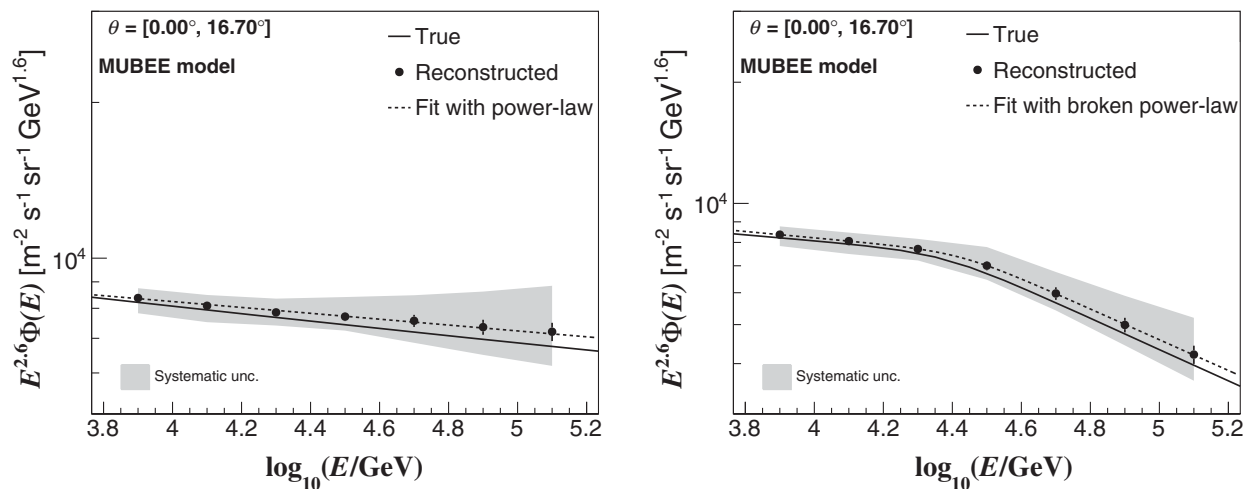 θ = [0.00°, 16.70°]
MUBEE model
True
Reconstructed
Fit with power-law
Systematic unc.
E^2.6Φ(E) [m^-2 s^-1 sr^-1 GeV^1.6]
10^4
3.8 4 4.2 4.4 4.6 4.8 5 5.2
log_10(E/GeV)
θ = [0.00°, 16.70°]
MUBEE model
True
Reconstructed
Fit with broken power-law
Systematic unc.
E^2.6Φ(E) [m^-2 s^-1 sr^-1 GeV^1.6]
10^4
3.8 4 4.2 4.4 4.6 4.8 5 5.2
log_10(E/GeV)